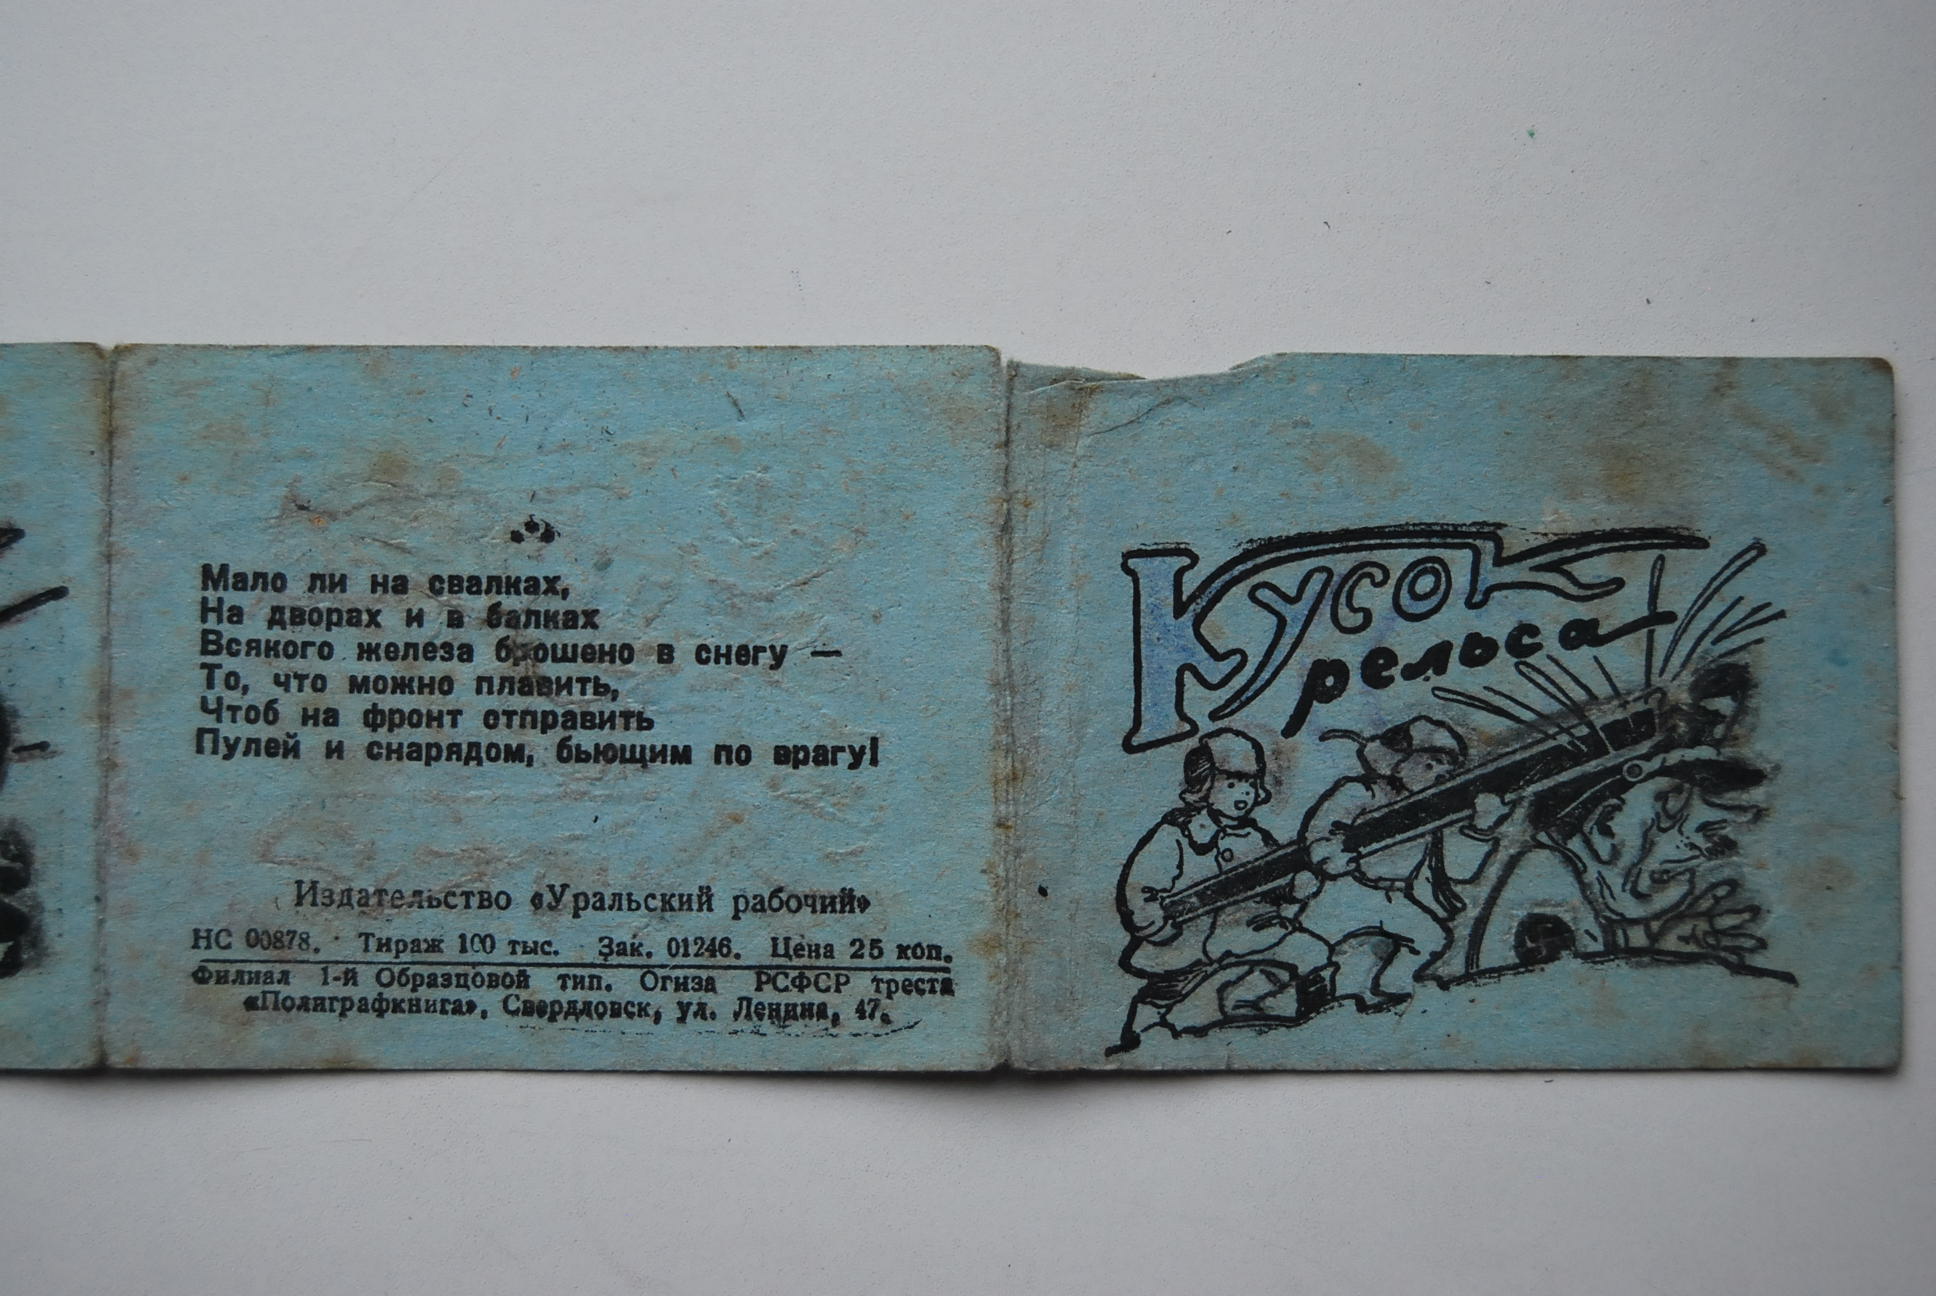 Мало ли на свалках,
На дворах и в балках
Всякого железа брошено в снегу —
То, что можно плавить,
Чтоб на фронт отправить
Пулей и снарядом, бьющим по врагу!
Издательство «Уральский рабочий»
НС 00878. Тираж 100 тыс. Зак. 01246. Цена 25 коп.
Филиал 1-й Образцовой тип. Огиза РСФСР треста
«Полиграфкнига», Свердловск, ул. Ленина, 47.
Кусок
рельса